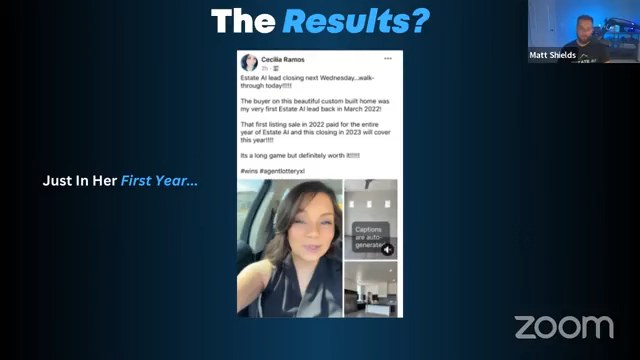 The Results?
Matt Shields
Cecilia Ramos
Estate AI lead closing next Wednesday...walk-
through today!!!!!
The buyer on this beautiful custom built home was
my very first Estate AI lead back in March 2022!
That first listing sale in 2022 paid for the entire
year of Estate AI and this closing in 2023 will cover
this year!!!!
Its a long game but definitely worth it!!!!!
#wins #agentlotteryxl
Just In Her First Year...
Captions
are auto-
generated
zoom